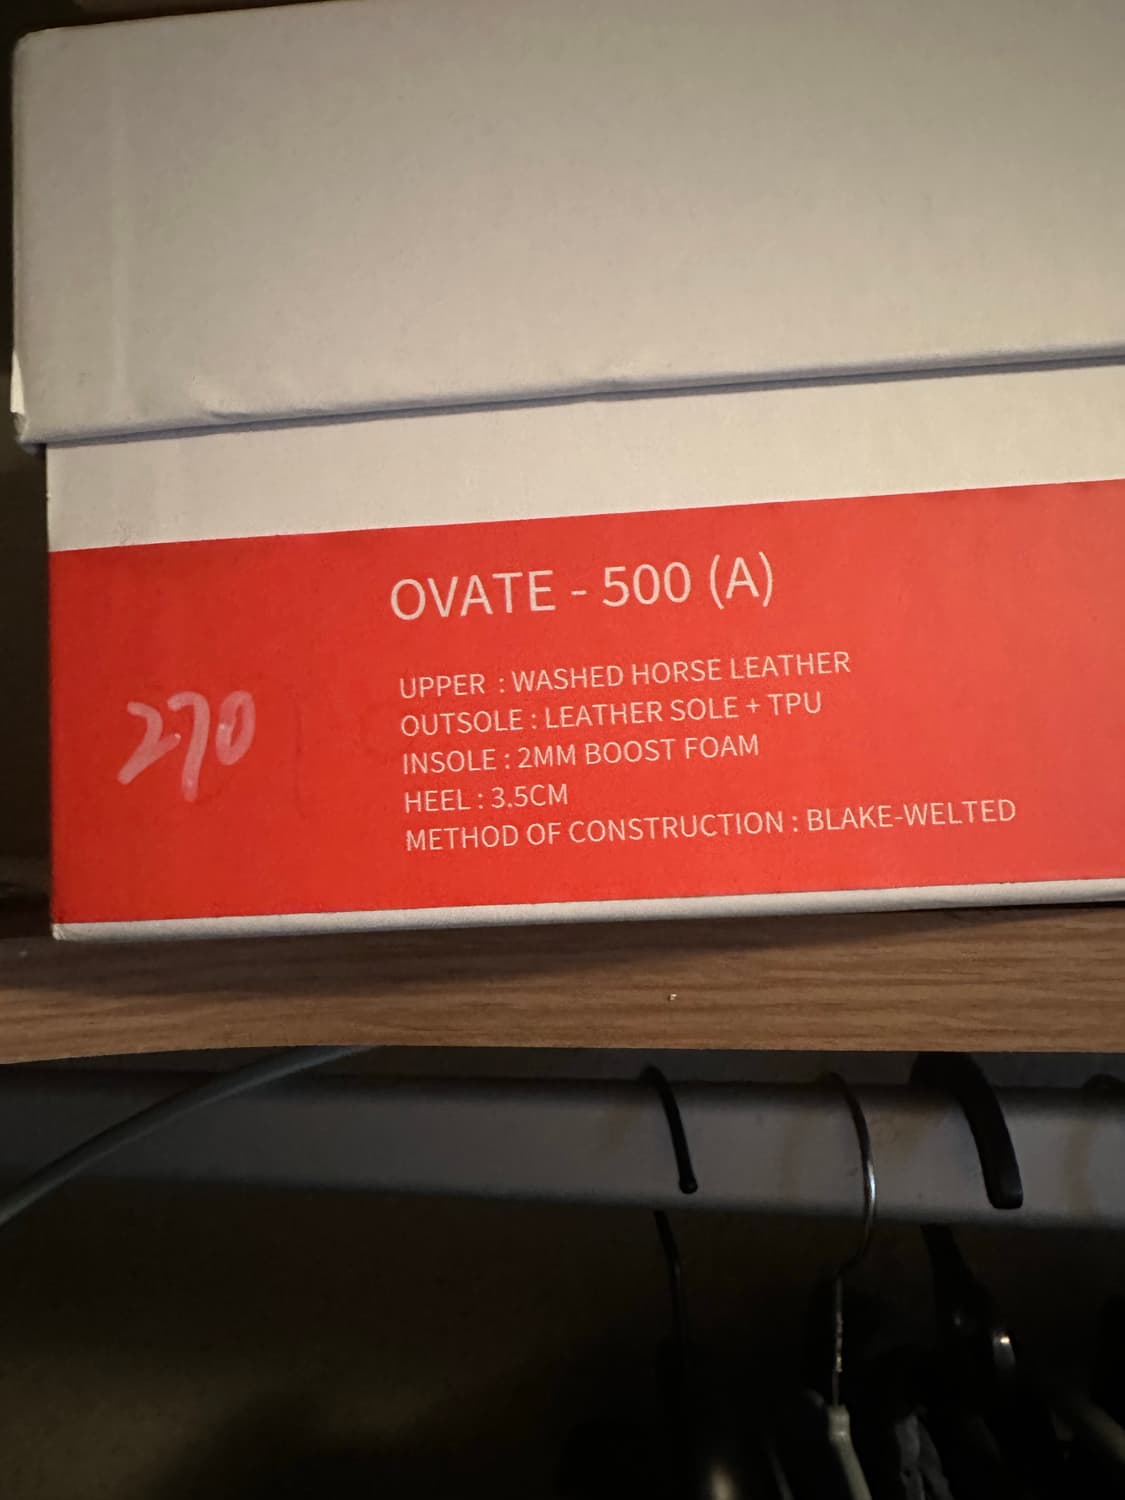 OVATE - 500 (A)
270
UPPER : WASHED HORSE LEATHER
OUTSOLE : LEATHER SOLE + TPU
INSOLE : 2MM BOOST FOAM
HEEL : 3.5CM
METHOD OF CONSTRUCTION : BLAKE-WELTED